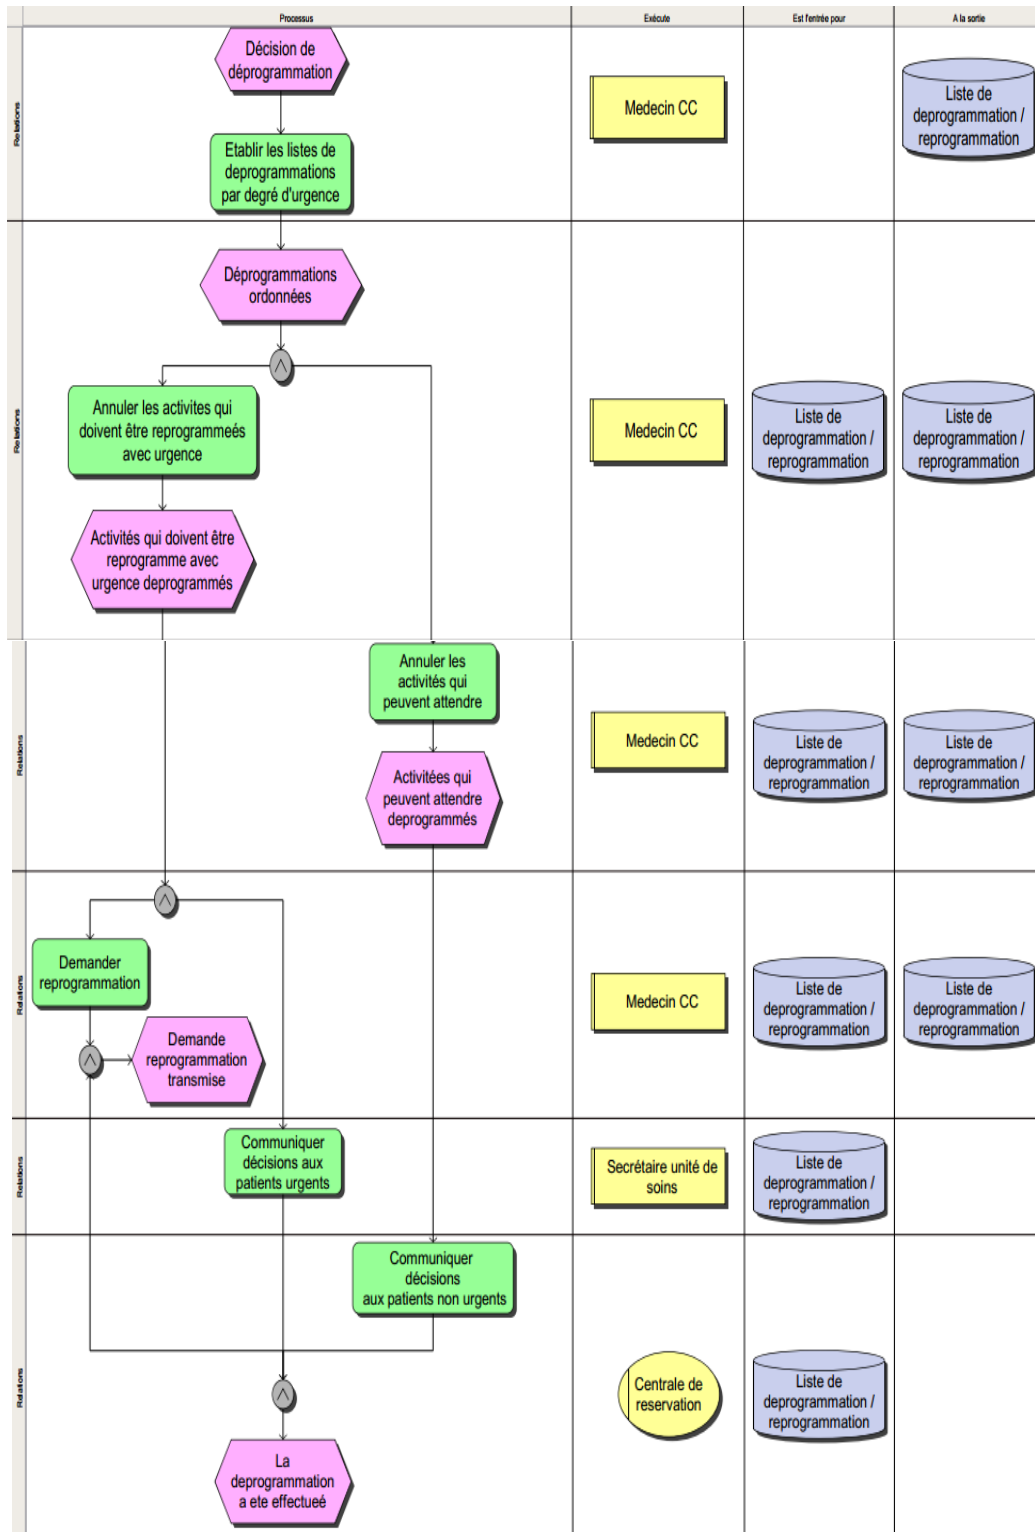 Processus
Exécute
Est l'entrée pour
A la sortie
Relations
Décision de
déprogrammation
Etablir les listes de
deprogrammations
par degré d'urgence
Medecin CC
Liste de
deprogrammation /
reprogrammation
Relations
Déprogrammations
ordonnées
Annuler les activites qui
doivent être reprogrammeés
avec urgence
Activités qui doivent être
reprogramme avec
urgence deprogrammés
Medecin CC
Liste de
deprogrammation /
reprogrammation
Liste de
deprogrammation /
reprogrammation
Relations
Annuler les
activités qui
peuvent attendre
Activitées qui
peuvent attendre
deprogrammés
Medecin CC
Liste de
deprogrammation /
reprogrammation
Liste de
deprogrammation /
reprogrammation
Relations
Demander
reprogrammation
Demande
reprogrammation
transmise
Medecin CC
Liste de
deprogrammation /
reprogrammation
Liste de
deprogrammation /
reprogrammation
Relations
Communiquer
décisions aux
patients urgents
Secrétaire unité de
soins
Liste de
deprogrammation /
reprogrammation
Relations
Communiquer
décisions
aux patients non urgents
La
deprogrammation
a ete effectueé
Centrale de
reservation
Liste de
deprogrammation /
reprogrammation